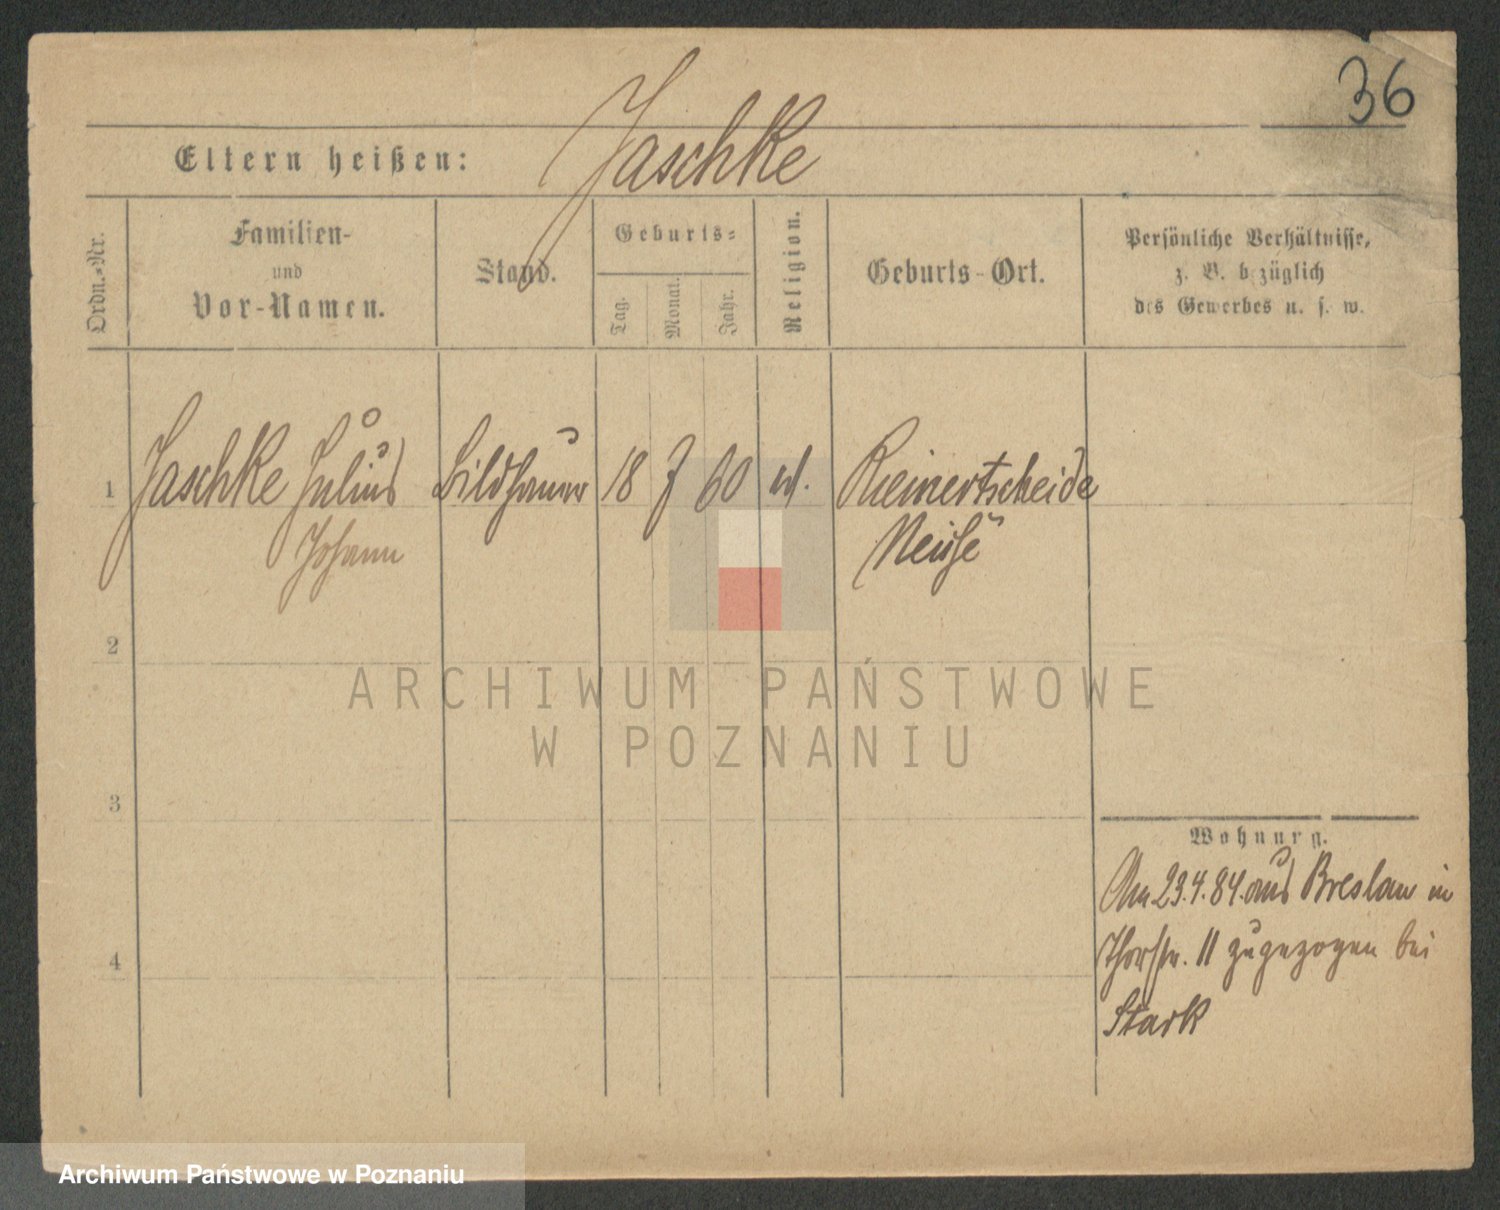 36
Jaschke
Eltern heißen:
Ordn.-Nr.
Familien-
und
Vor-Namen.
Stand.
Geburts-
Tag.
Monat.
Jahr.
Religion.
Geburts-Ort.
Persönliche Verhältnisse,
z. B. bezüglich
des Gewerbes u. s. w.
1 Jaschke Julius Bildhauer 18 7 60 Reinertscheide
Johann Neisse
2
3
4
Wohnung.
Am 23.4.84. aus Breslau in
Thorstr. 11 zugezogen bei
Stark
ARCHIWUM PAŃSTWOWE
W POZNANIU
Archiwum Państwowe w Poznaniu